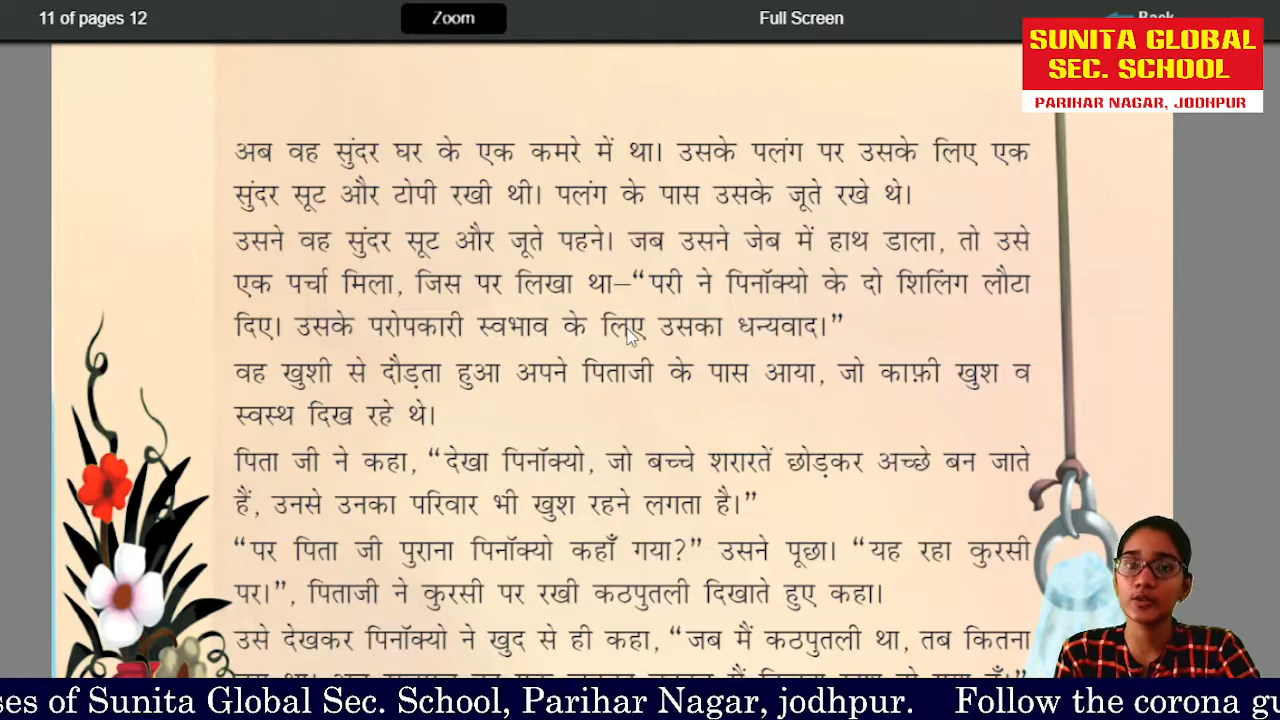 11 of pages 12
Zoom
Full Screen
Back
SUNITA GLOBAL
SEC. SCHOOL
PARIHAR NAGAR, JODHPUR
अब वह सुंदर घर के एक कमरे में था। उसके पलंग पर उसके लिए एक
सुंदर सूट और टोपी रखी थी। पलंग के पास उसके जूते रखे थे।
उसने वह सुंदर सूट और जूते पहने। जब उसने जेब में हाथ डाला, तो उसे
एक पर्चा मिला, जिस पर लिखा था–“परी ने पिनॉक्यो के दो शिलिंग लौटा
दिए। उसके परोपकारी स्वभाव के लिए उसका धन्यवाद।”
वह खुशी से दौड़ता हुआ अपने पिताजी के पास आया, जो काफ़ी खुश व
स्वस्थ दिख रहे थे।
पिता जी ने कहा, “देखा पिनॉक्यो, जो बच्चे शरारतें छोड़कर अच्छे बन जाते
हैं, उनसे उनका परिवार भी खुश रहने लगता है।”
“पर पिता जी पुराना पिनॉक्यो कहाँ गया?” उसने पूछा। “यह रहा कुरसी
पर।”, पिताजी ने कुरसी पर रखी कठपुतली दिखाते हुए कहा।
उसे देखकर पिनॉक्यो ने खुद से ही कहा, “जब मैं कठपुतली था, तब कितना
ses of Sunita Global Sec. School, Parihar Nagar, jodhpur. Follow the corona gu